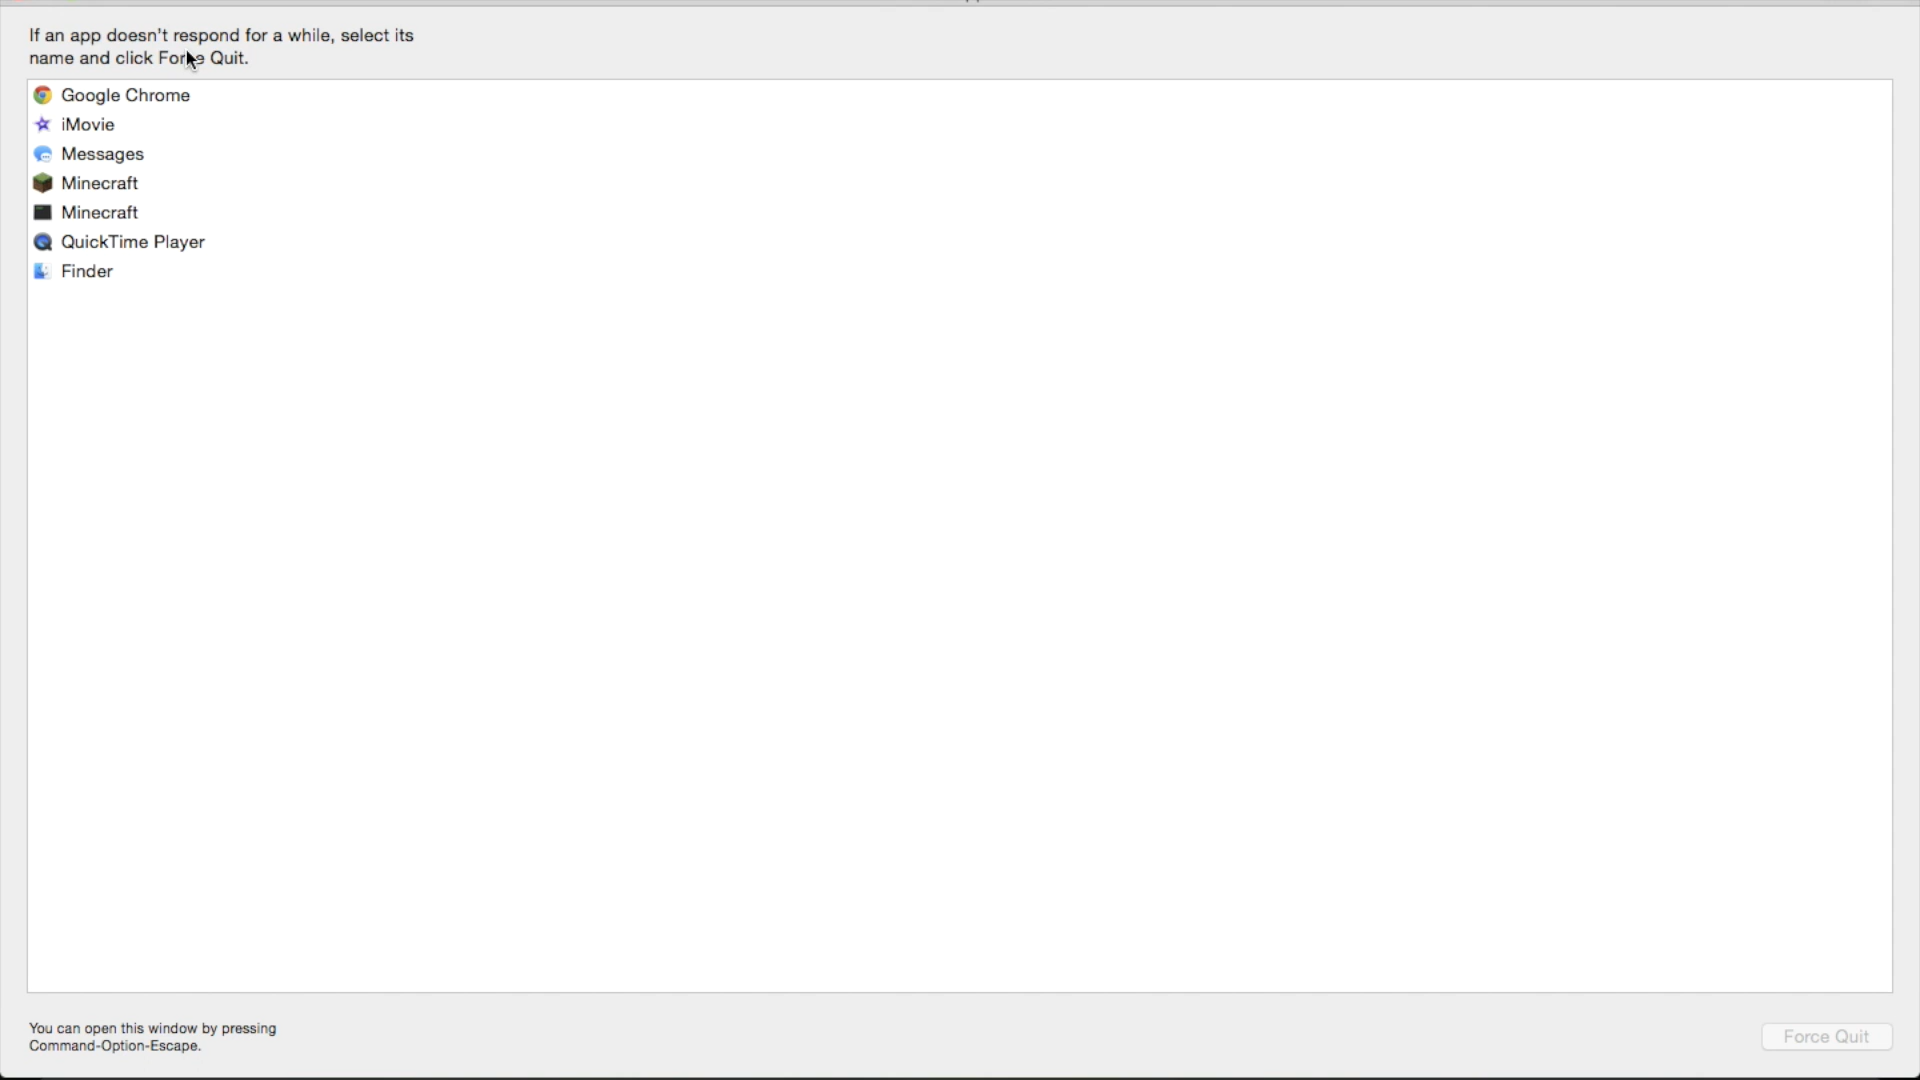 If an app doesn't respond for a while, select its
name and click Force Quit.
Google Chrome
iMovie
Messages
Minecraft
Minecraft
QuickTime Player
Finder
You can open this window by pressing
Command-Option-Escape.
Force Quit